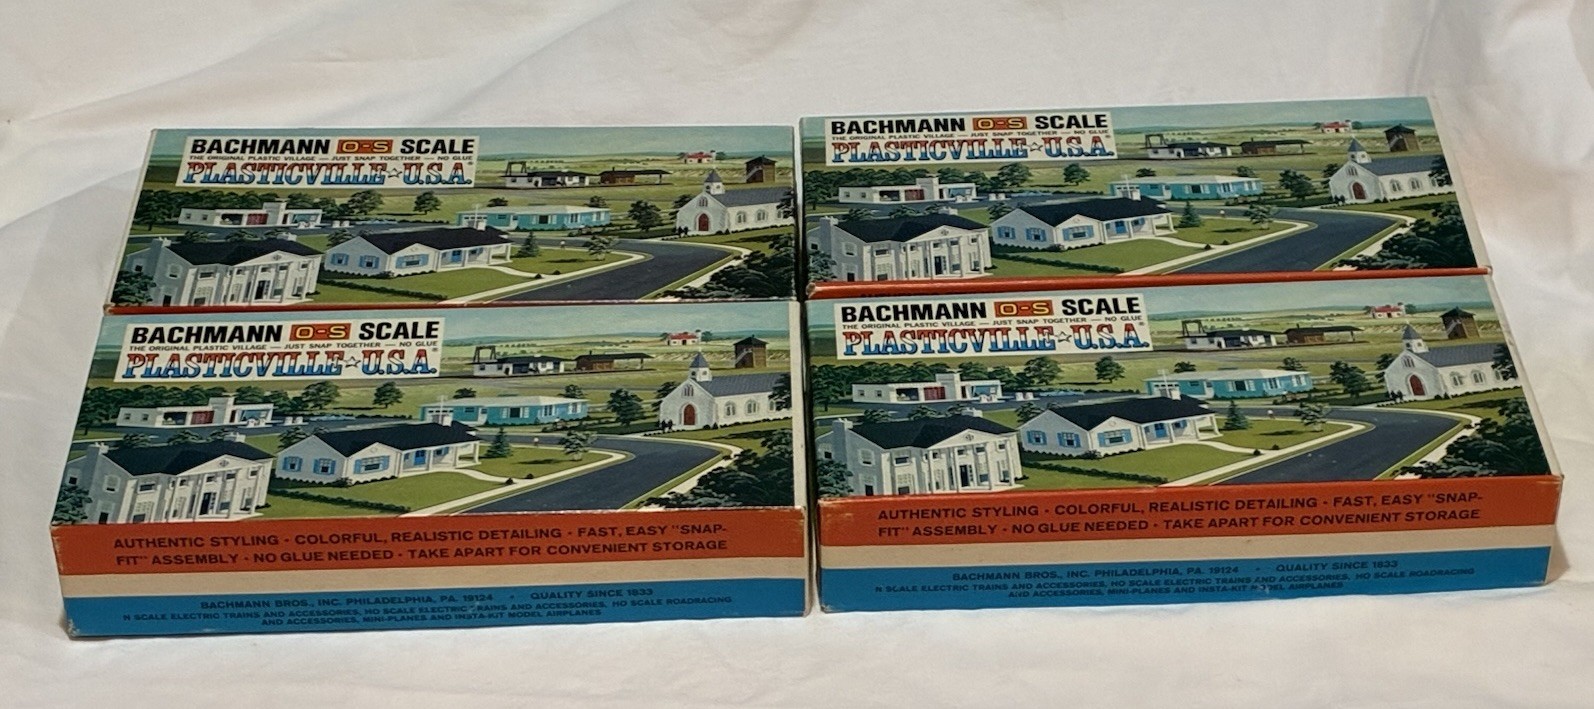 BACHMANN O-S SCALE
THE ORIGINAL PLASTIC VILLAGE — JUST SNAP TOGETHER — NO GLUE
PLASTICVILLE☆U.S.A.®
BACHMANN O-S SCALE
THE ORIGINAL PLASTIC VILLAGE — JUST SNAP TOGETHER — NO GLUE
PLASTICVILLE☆U.S.A.®
BACHMANN O-S SCALE
THE ORIGINAL PLASTIC VILLAGE — JUST SNAP TOGETHER — NO GLUE
PLASTICVILLE☆U.S.A.®
AUTHENTIC STYLING · COLORFUL, REALISTIC DETAILING · FAST, EASY "SNAP-
FIT" ASSEMBLY · NO GLUE NEEDED · TAKE APART FOR CONVENIENT STORAGE
BACHMANN BROS., INC. PHILADELPHIA, PA. 19124 · QUALITY SINCE 1833
N SCALE ELECTRIC TRAINS AND ACCESSORIES, HO SCALE ELECTRIC TRAINS AND ACCESSORIES, HO SCALE ROADRACING
AND ACCESSORIES, MINI-PLANES AND INSTA-KIT MODEL AIRPLANES
BACHMANN O-S SCALE
THE ORIGINAL PLASTIC VILLAGE — JUST SNAP TOGETHER — NO GLUE
PLASTICVILLE☆U.S.A.®
AUTHENTIC STYLING · COLORFUL, REALISTIC DETAILING · FAST, EASY "SNAP-
FIT" ASSEMBLY · NO GLUE NEEDED · TAKE APART FOR CONVENIENT STORAGE
BACHMANN BROS., INC. PHILADELPHIA, PA. 19124 · QUALITY SINCE 1833
N SCALE ELECTRIC TRAINS AND ACCESSORIES, HO SCALE ELECTRIC TRAINS AND ACCESSORIES, HO SCALE ROADRACING
AND ACCESSORIES, MINI-PLANES AND INSTA-KIT MODEL AIRPLANES